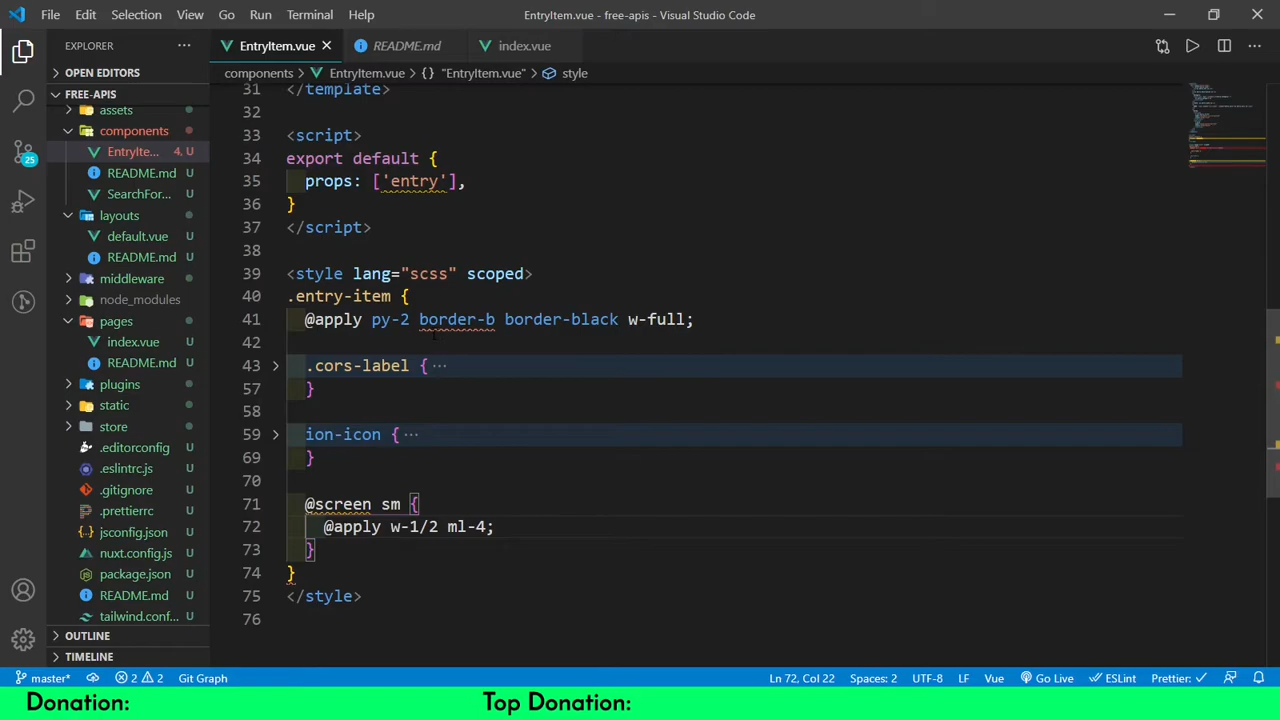 File Edit Selection View Go Run Terminal Help EntryItem.vue - free-apis - Visual Studio Code
EXPLORER
EntryItem.vue
README.md
index.vue
OPEN EDITORS
components > EntryItem.vue > {} "EntryItem.vue" > style
FREE-APIS
assets
components
EntryIte... 4, U
README.md U
SearchFor... U
layouts
default.vue U
README.md U
middleware
node_modules
pages
index.vue U
README.md U
plugins
static
store
.editorconfig U
.eslintrc.js U
.gitignore U
.prettierrc U
jsconfig.json U
nuxt.config.js U
package.json U
README.md U
tailwind.conf... U
OUTLINE
TIMELINE
25
31 </template>
32
33 <script>
34 export default {
35 props: ['entry'],
36 }
37 </script>
38
39 <style lang="scss" scoped>
40 .entry-item {
41 @apply py-2 border-b border-black w-full;
42
43 .cors-label { ···
57 }
58
59 ion-icon { ···
69 }
70
71 @screen sm {
72 @apply w-1/2 ml-4;
73 }
74 }
75 </style>
76
master* 2 2 Git Graph Ln 72, Col 22 Spaces: 2 UTF-8 LF Vue Go Live ESLint Prettier: ✓
Donation: Top Donation: